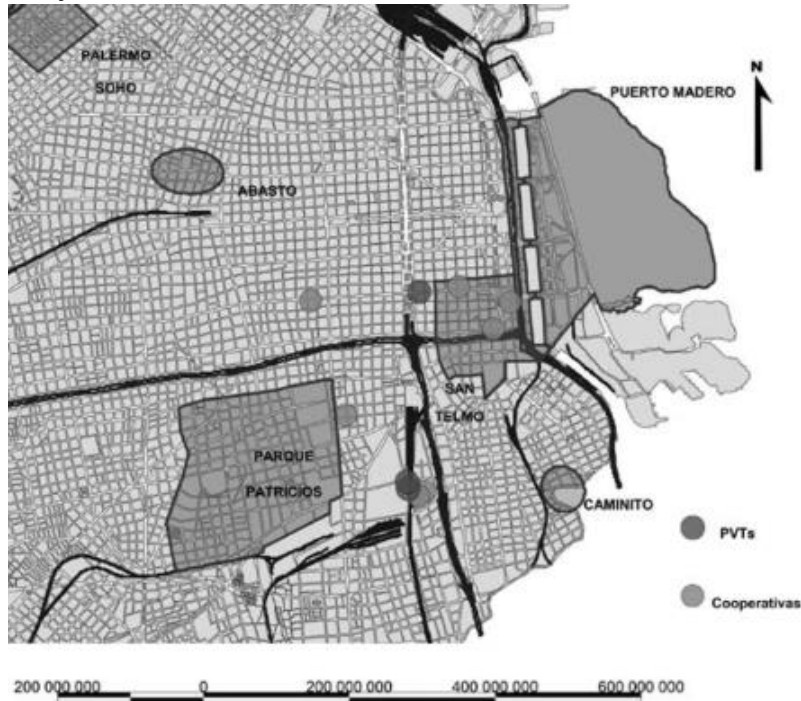 PALERMO
SOHO
N
PUERTO MADERO
ABASTO
SAN
TELMO
PARQUE
PATRICIOS
CAMINITO
PVTs
Cooperativas
200 000 000 0 200 000 000 400 000 000 600 000 000